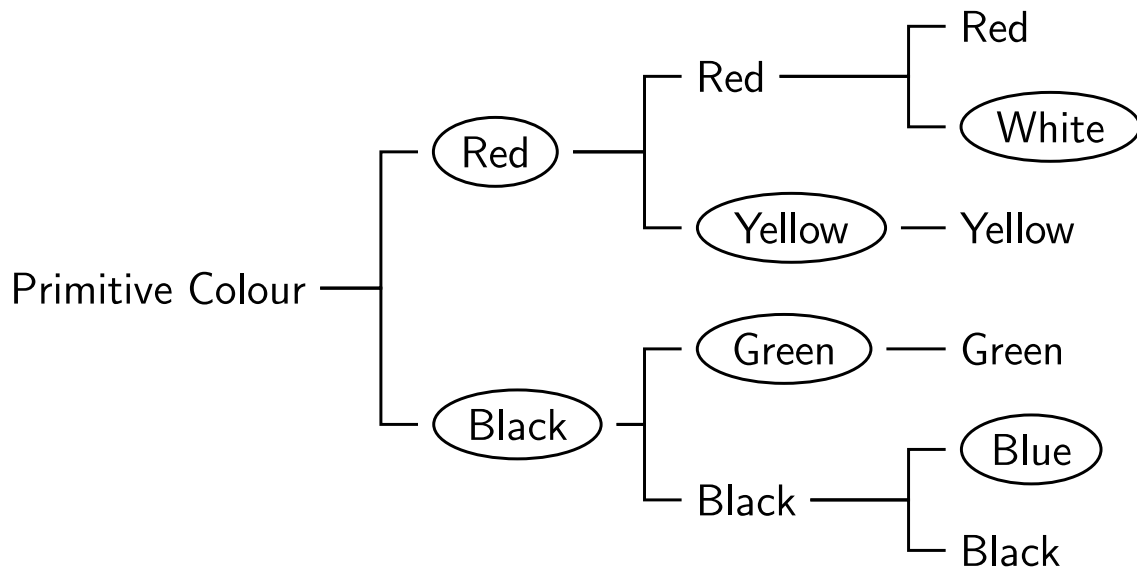 Primitive Colour
Red
Black
Red
Yellow
Green
Black
Red
White
Yellow
Green
Blue
Black